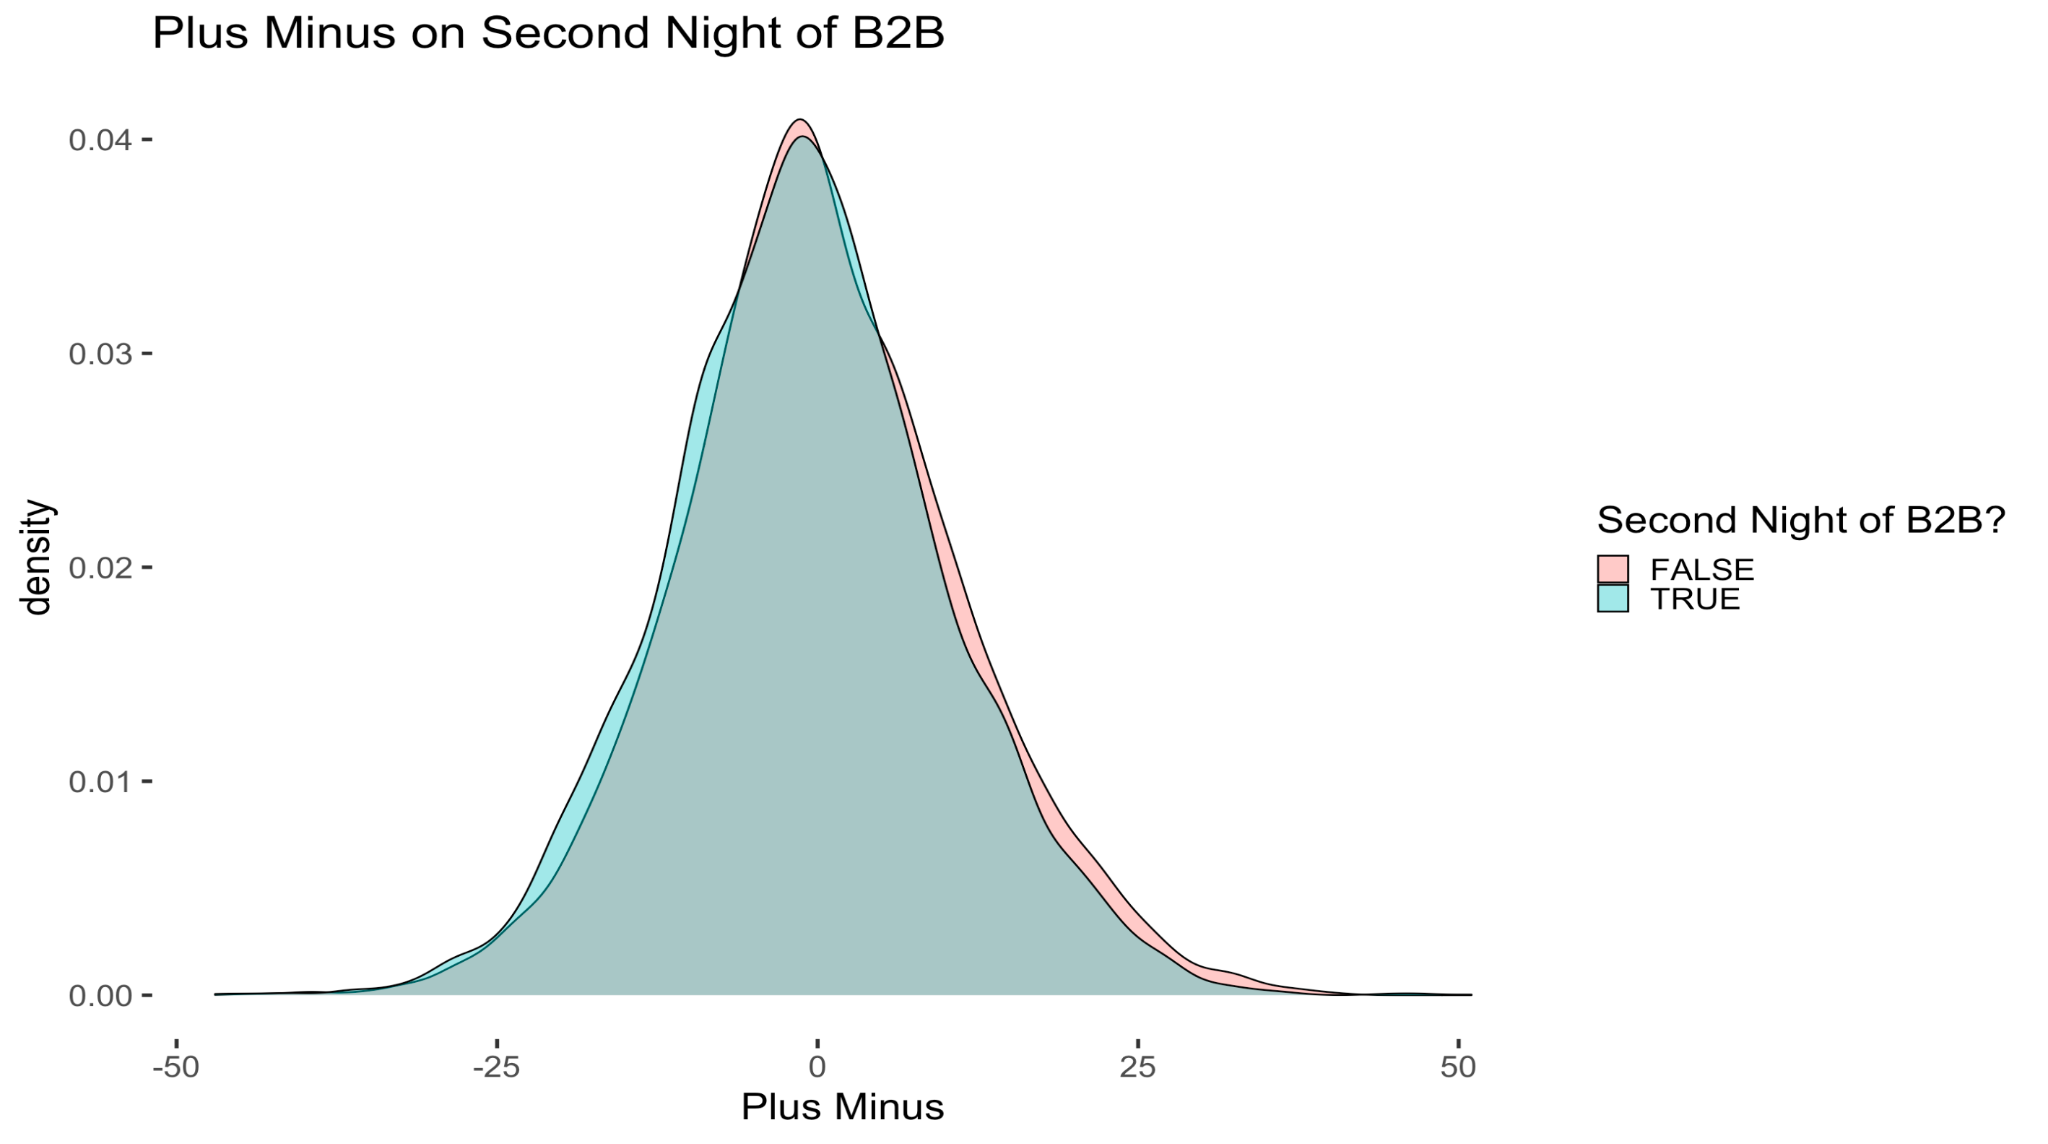 Plus Minus on Second Night of B2B
0.04
0.03
0.02
0.01
0.00
density
-50 -25 0 25 50
Plus Minus
Second Night of B2B?
FALSE
TRUE